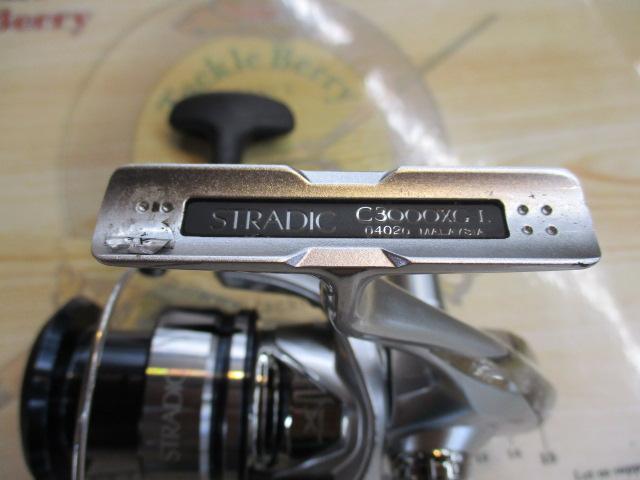 Berry
Tackle Berry
STRADIC C3000XG L
04020 MALAYSIA
STRADIC